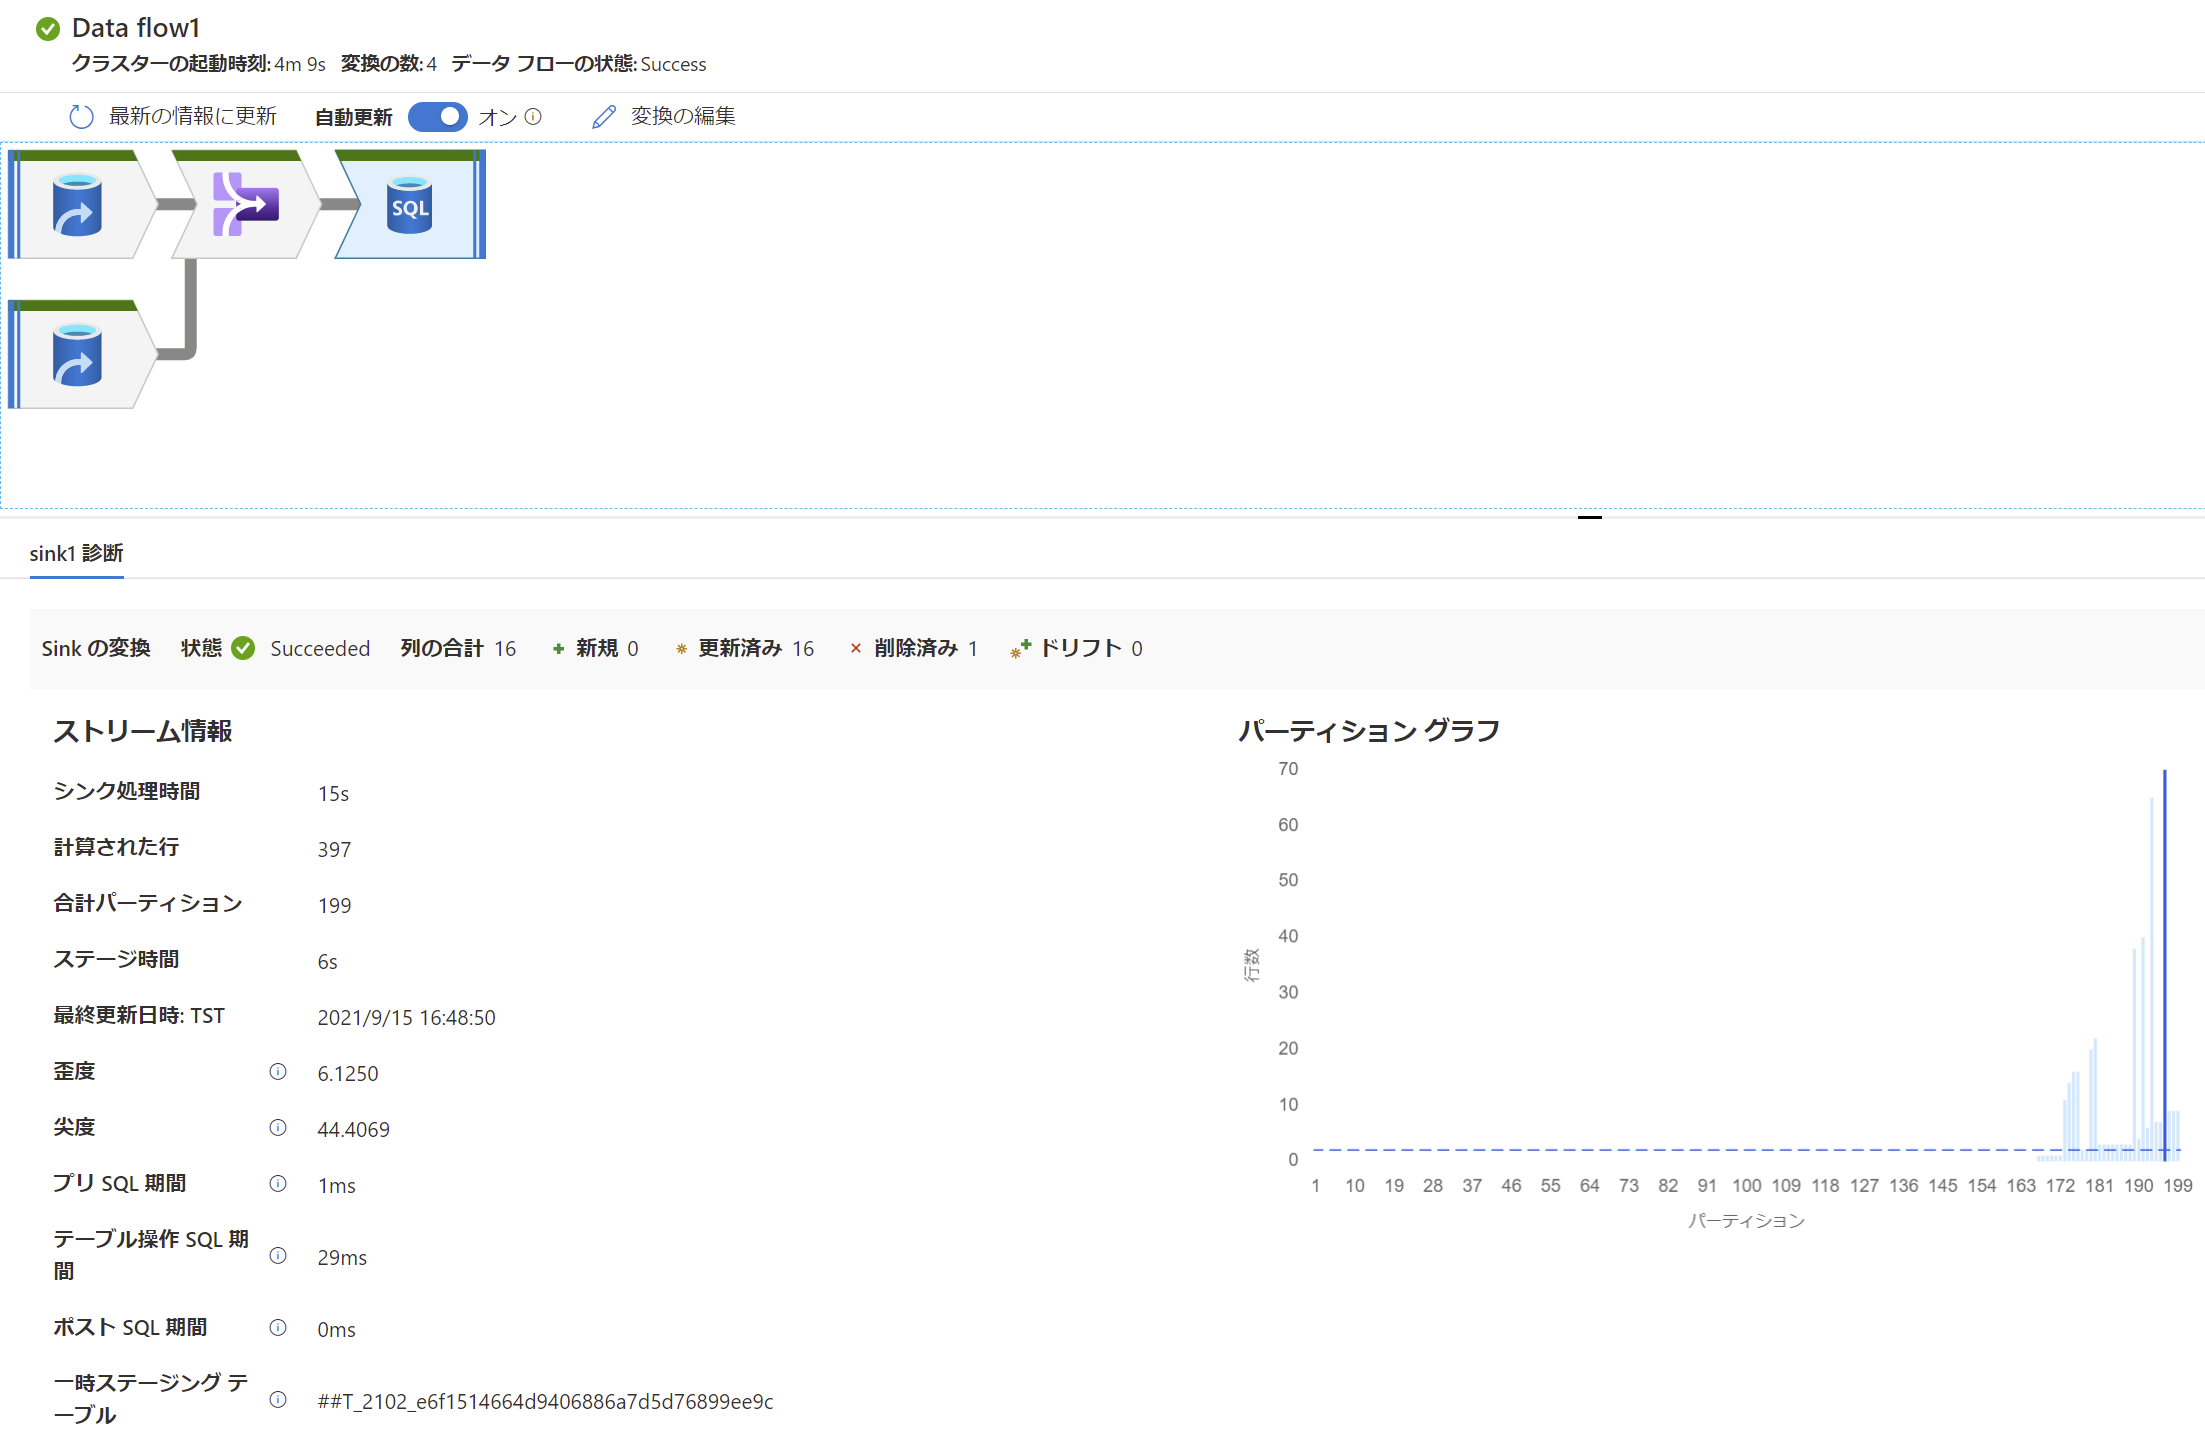 Data flow1
クラスターの起動時刻: 4m 9s 変換の数: 4 データ フローの状態: Success
最新の情報に更新 自動更新 オン 変換の編集
SQL
sink1 診断
Sink の変換 状態 Succeeded 列の合計 16 新規 0 更新済み 16 削除済み 1 ドリフト 0
ストリーム情報
シンク処理時間 15s
計算された行 397
合計パーティション 199
ステージ時間 6s
最終更新日時: TST 2021/9/15 16:48:50
歪度 6.1250
尖度 44.4069
プリ SQL 期間 1ms
テーブル操作 SQL 期
間 29ms
ポスト SQL 期間 0ms
一時ステージング テ
ーブル ##T_2102_e6f1514664d9406886a7d5d76899ee9c
パーティション グラフ
70
60
50
40
30
20
10
0
行数
1 10 19 28 37 46 55 64 73 82 91 100 109 118 127 136 145 154 163 172 181 190 199
パーティション